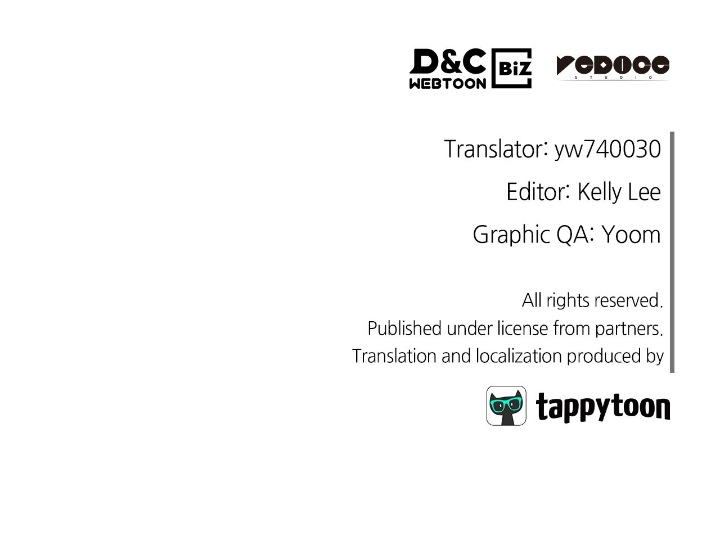 D&C WEBTOON BiZ
REDICE STUDIO
Translator: yw740030
Editor: Kelly Lee
Graphic QA: Yoom
All rights reserved.
Published under license from partners.
Translation and localization produced by
tappytoon